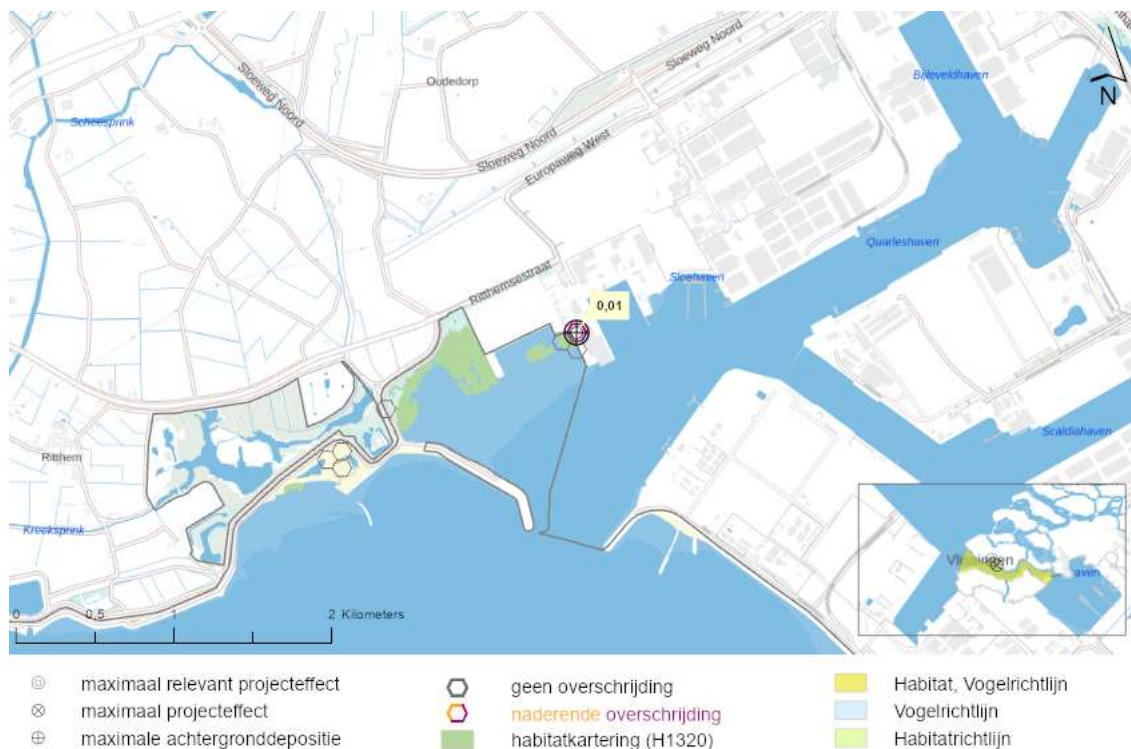 Oudedorp
Bijleveldhaven
Sloeweg Noord
Scheesprink
Sloeweg Noord
N
Sloeweg Noord
Europaweg West
Quarleshaven
Sloehaven
Ritthemsestraat
0,01
Scaldiahaven
Ritthem
Kreeksprink
0 0,5 1 2 Kilometers
maximaal relevant projecteffect
maximaal projecteffect
maximale achtergronddepositie
geen overschrijding
naderende overschrijding
habitatkartering (H1320)
Habitat, Vogelrichtlijn
Vogelrichtlijn
Habitatrichtlijn